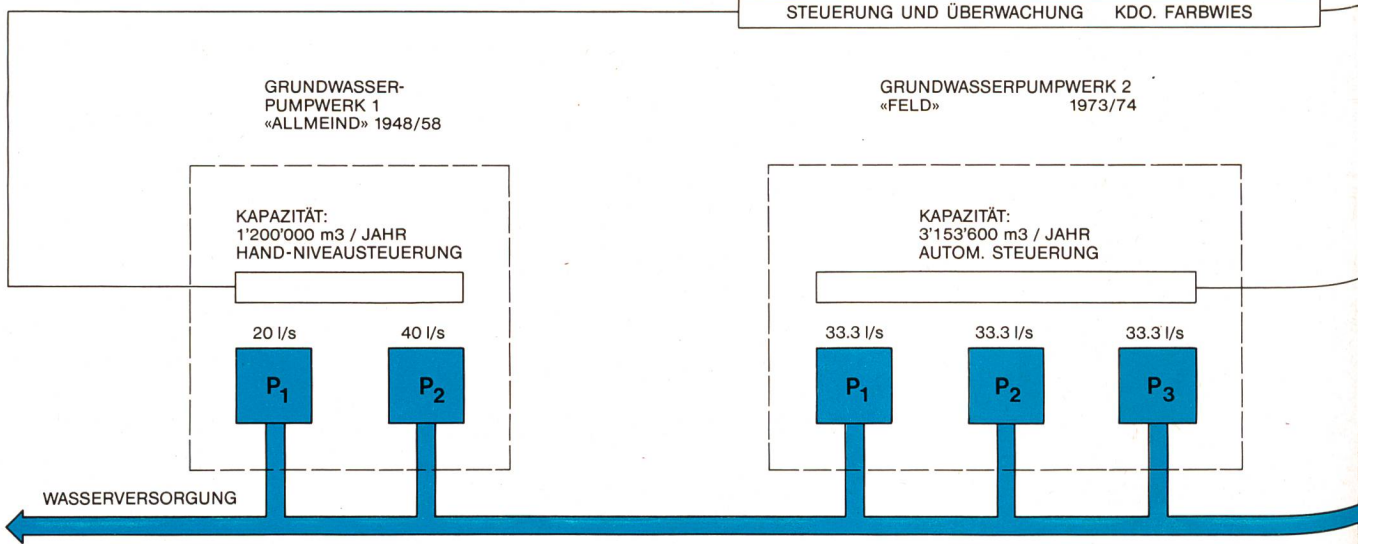 STEUERUNG UND ÜBERWACHUNG KDO. FARBWIES
GRUNDWASSER-
PUMPWERK 1
«ALLMEIND» 1948/58
GRUNDWASSERPUMPWERK 2
«FELD» 1973/74
KAPAZITÄT:
1'200'000 m3 / JAHR
HAND-NIVEAUSTEUERUNG
KAPAZITÄT:
3'153'600 m3 / JAHR
AUTOM. STEUERUNG
20 l/s 40 l/s 33.3 l/s 33.3 l/s 33.3 l/s
P1 P2 P1 P2 P3
WASSERVERSORGUNG